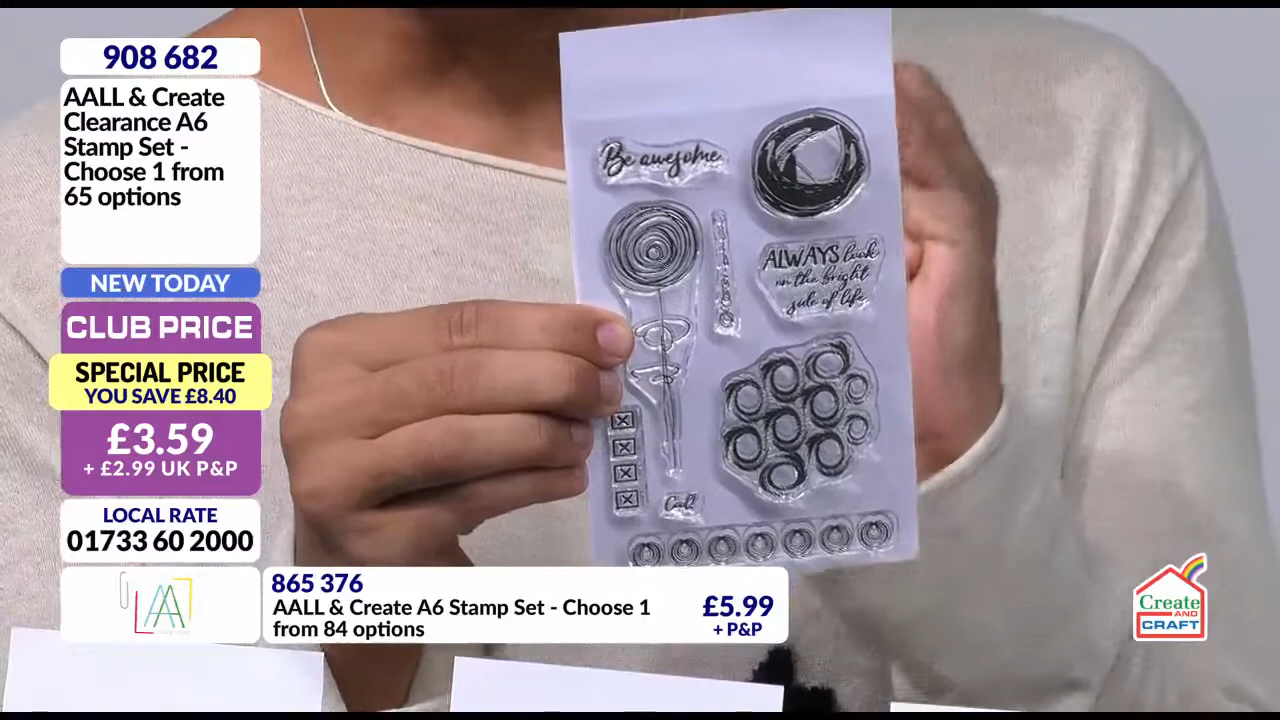 908 682
AALL & Create
Clearance A6
Stamp Set -
Choose 1 from
65 options
NEW TODAY
CLUB PRICE
SPECIAL PRICE
YOU SAVE £8.40
£3.59
+ £2.99 UK P&P
LOCAL RATE
01733 60 2000
Be awesome
ALWAYS look
on the bright
side of life
Cool!
AA
865 376
AALL & Create A6 Stamp Set - Choose 1
from 84 options
£5.99
+ P&P
Create
AND
CRAFT